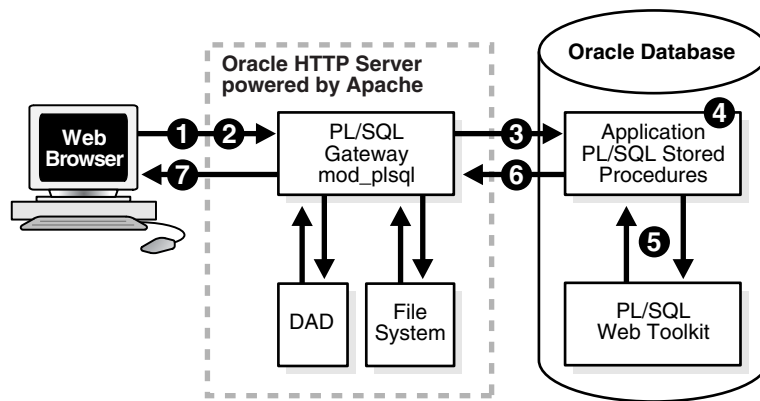 Oracle Database
Oracle HTTP Server
powered by Apache
Web
Browser
1
2
PL/SQL
Gateway
mod_plsql
3
4
Application
PL/SQL Stored
Procedures
7
6
5
DAD
File
System
PL/SQL
Web Toolkit